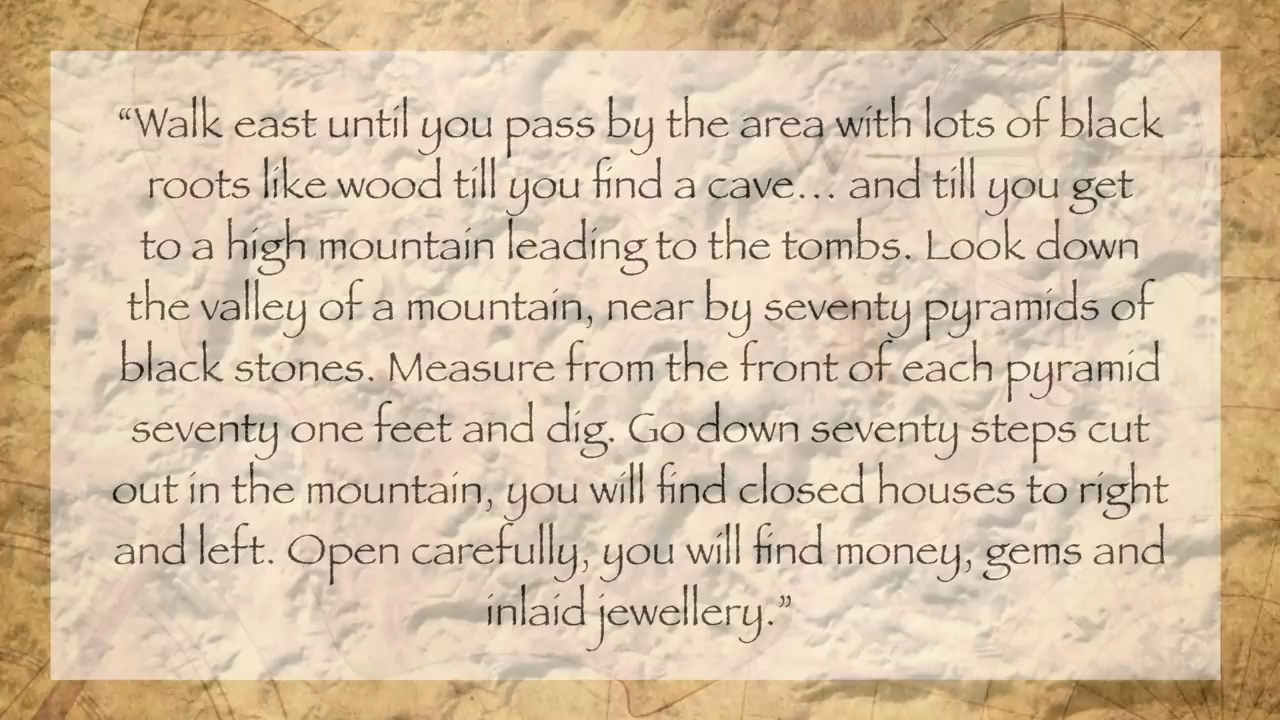 “Walk east until you pass by the area with lots of black
roots like wood till you find a cave… and till you get
to a high mountain leading to the tombs. Look down
the valley of a mountain, near by seventy pyramids of
black stones. Measure from the front of each pyramid
seventy one feet and dig. Go down seventy steps cut
out in the mountain, you will find closed houses to right
and left. Open carefully, you will find money, gems and
inlaid jewellery.”